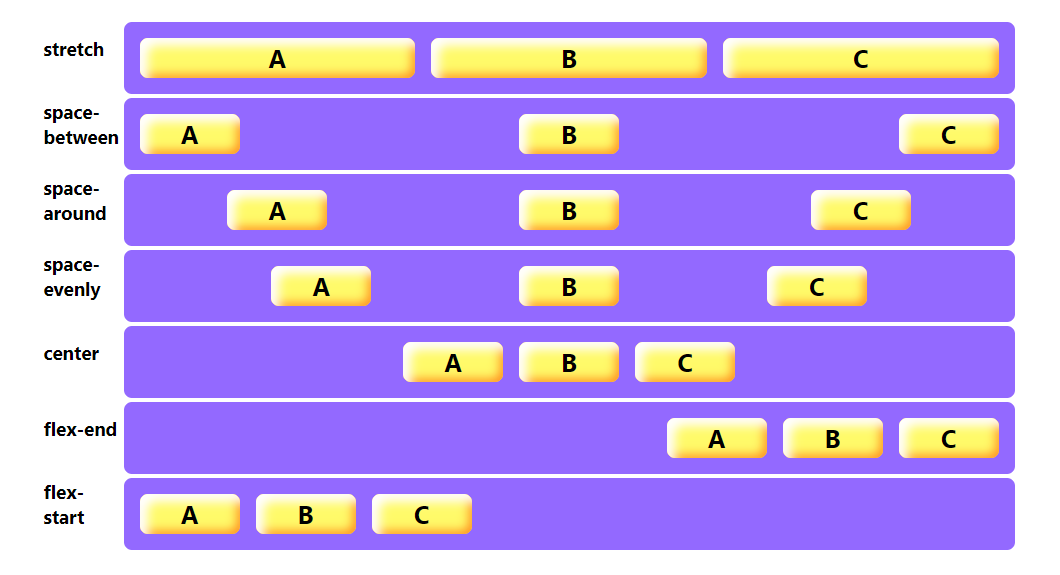 stretch
A B C
space-
between
A B C
space-
around
A B C
space-
evenly
A B C
center
A B C
flex-end
A B C
flex-
start
A B C